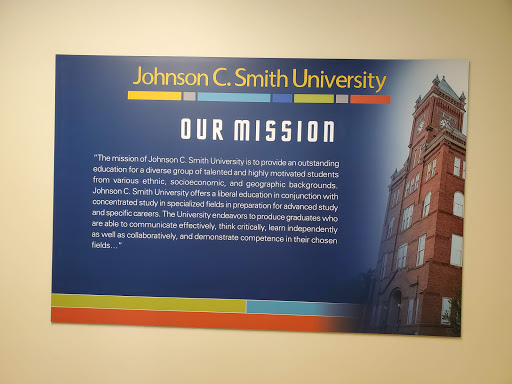 Johnson C. Smith University
OUR MISSION
"The mission of Johnson C. Smith University is to provide an outstanding
education for a diverse group of talented and highly motivated students
from various ethnic, socioeconomic, and geographic backgrounds.
Johnson C. Smith University offers a liberal education in conjunction with
concentrated study in specialized fields in preparation for advanced study
and specific careers. The University endeavors to produce graduates who
are able to communicate effectively, think critically, learn independently
as well as collaboratively, and demonstrate competence in their chosen
fields…"